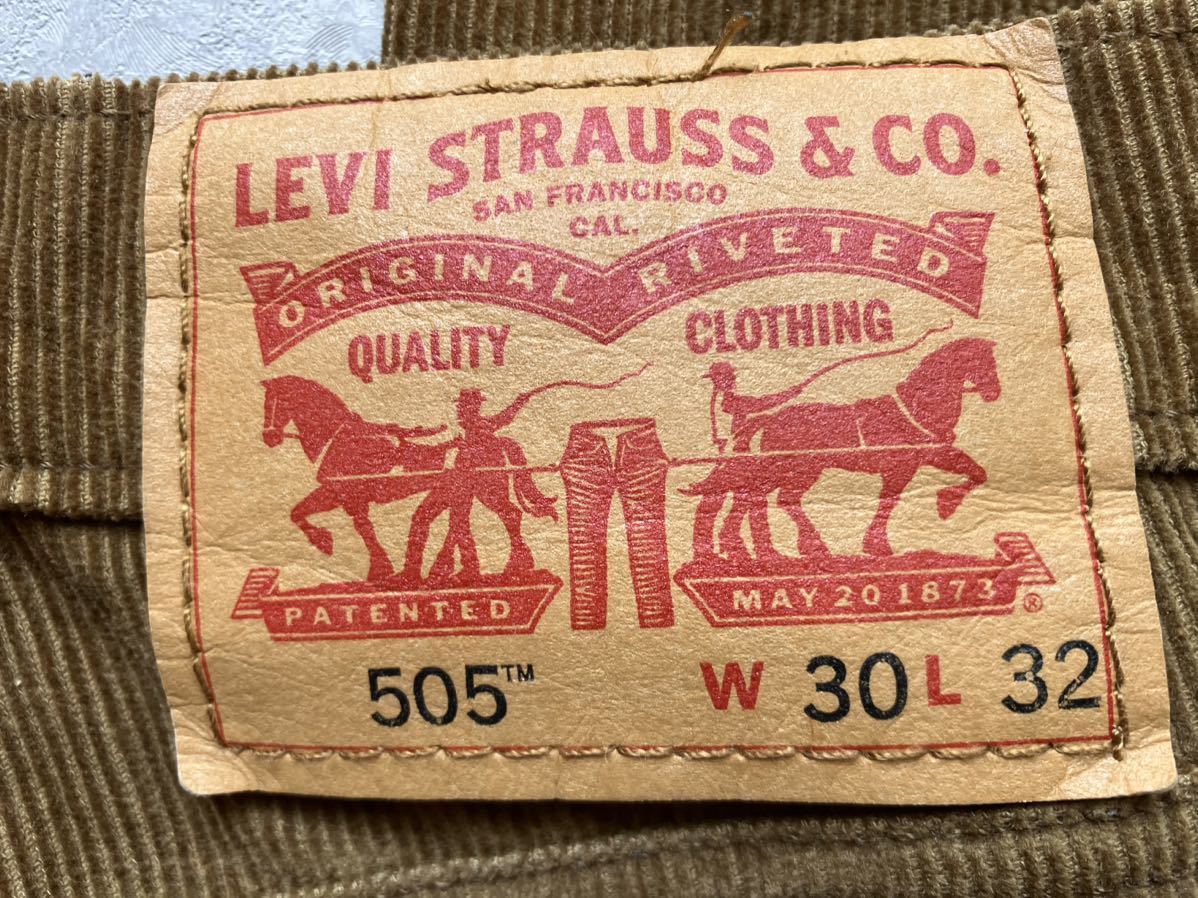 LEVI STRAUSS & CO.
SAN FRANCISCO
CAL.
ORIGINAL RIVETED
QUALITY CLOTHING
PATENTED MAY 20 1873 ®
505™ W 30 L 32